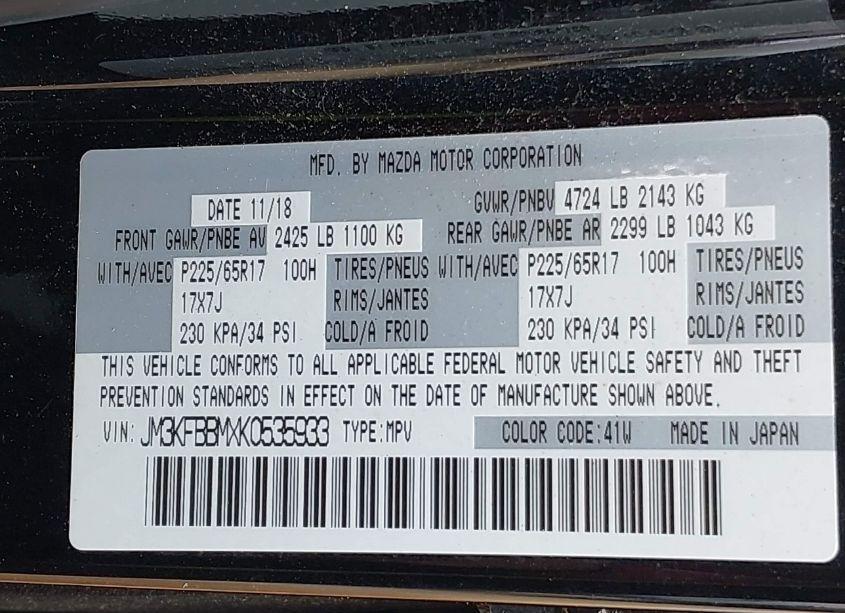 MFD. BY MAZDA MOTOR CORPORATION
DATE 11/18 GVWR/PNBV 4724 LB 2143 KG
FRONT GAWR/PNBE AV 2425 LB 1100 KG REAR GAWR/PNBE AR 2299 LB 1043 KG
WITH/AVEC P225/65R17 100H TIRES/PNEUS WITH/AVEC P225/65R17 100H TIRES/PNEUS
17X7J RIMS/JANTES 17X7J RIMS/JANTES
230 KPA/34 PSI COLD/A FROID 230 KPA/34 PSI COLD/A FROID
THIS VEHICLE CONFORMS TO ALL APPLICABLE FEDERAL MOTOR VEHICLE SAFETY AND THEFT
PREVENTION STANDARDS IN EFFECT ON THE DATE OF MANUFACTURE SHOWN ABOVE.
VIN: JM3KFBBMXK0535933 TYPE:MPV COLOR CODE:41W MADE IN JAPAN